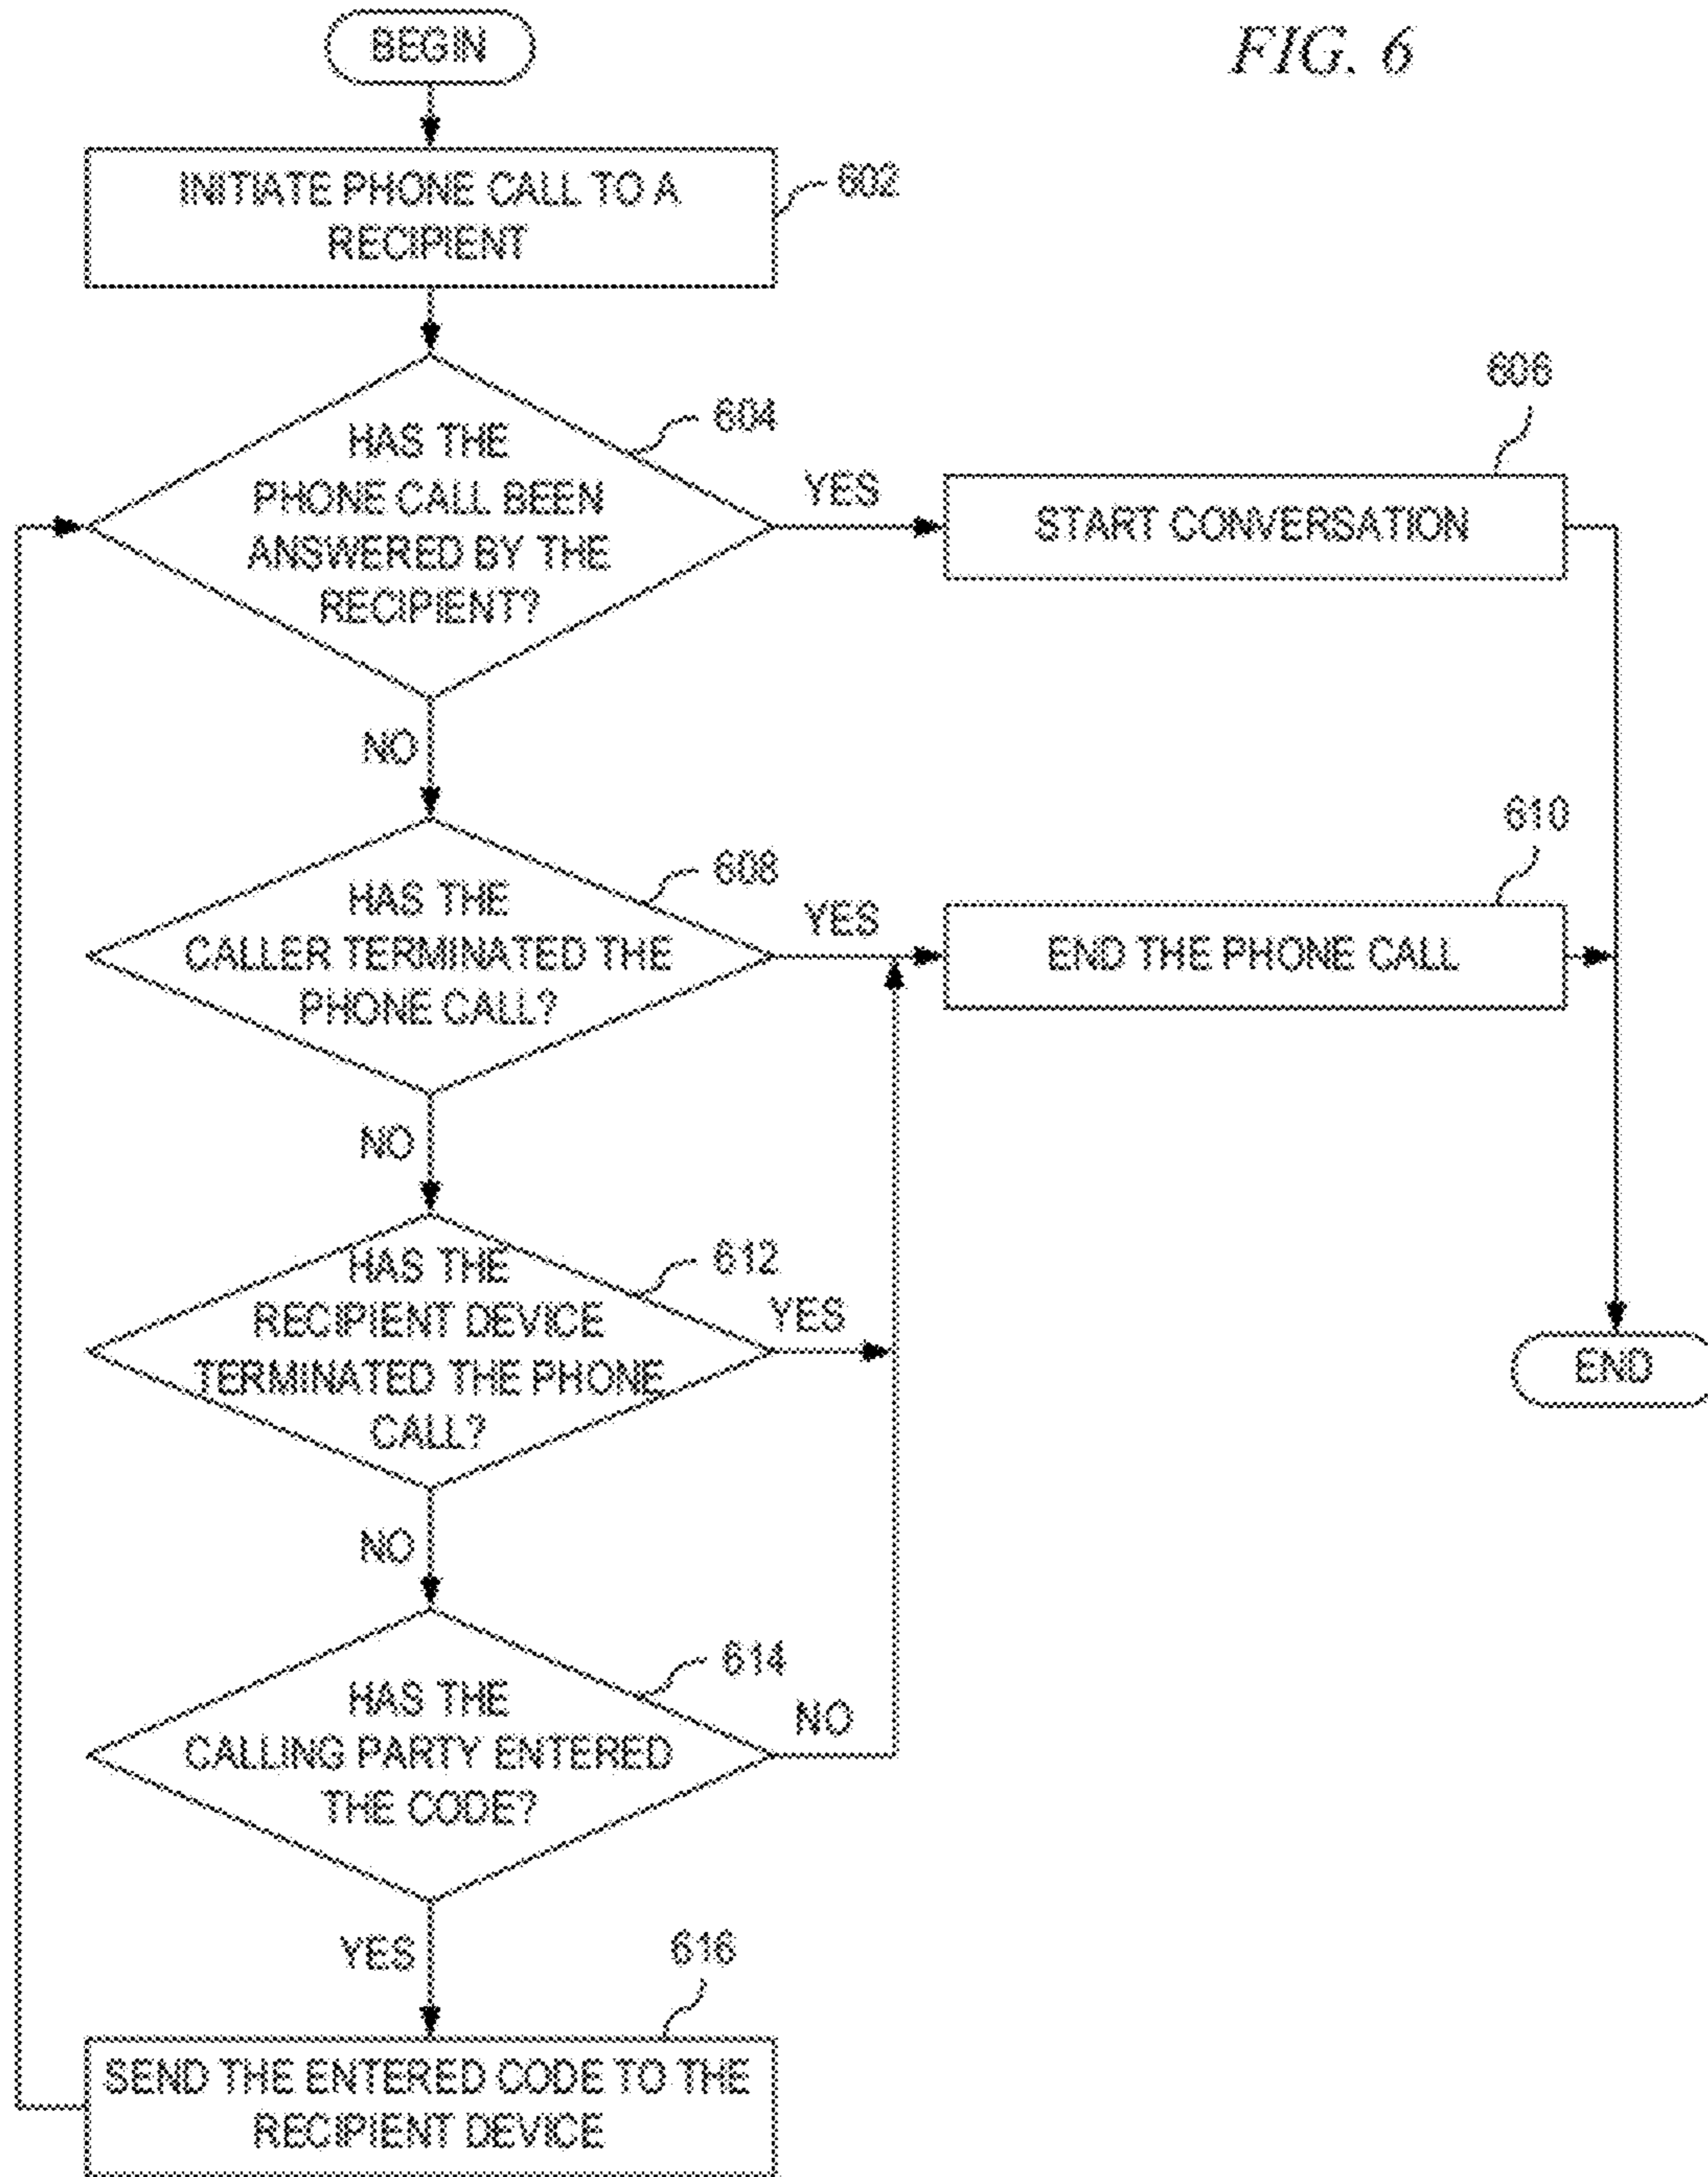 BEGIN
FIG. 6
INITIATE PHONE CALL TO A
RECIPIENT
602
HAS THE
PHONE CALL BEEN
ANSWERED BY THE
RECIPIENT?
604
YES
START CONVERSATION
606
NO
HAS THE
CALLER TERMINATED THE
PHONE CALL?
608
YES
END THE PHONE CALL
610
NO
HAS THE
RECIPIENT DEVICE
TERMINATED THE PHONE
CALL?
612
YES
END
NO
HAS THE
CALLING PARTY ENTERED
THE CODE?
614
NO
YES
616
SEND THE ENTERED CODE TO THE
RECIPIENT DEVICE